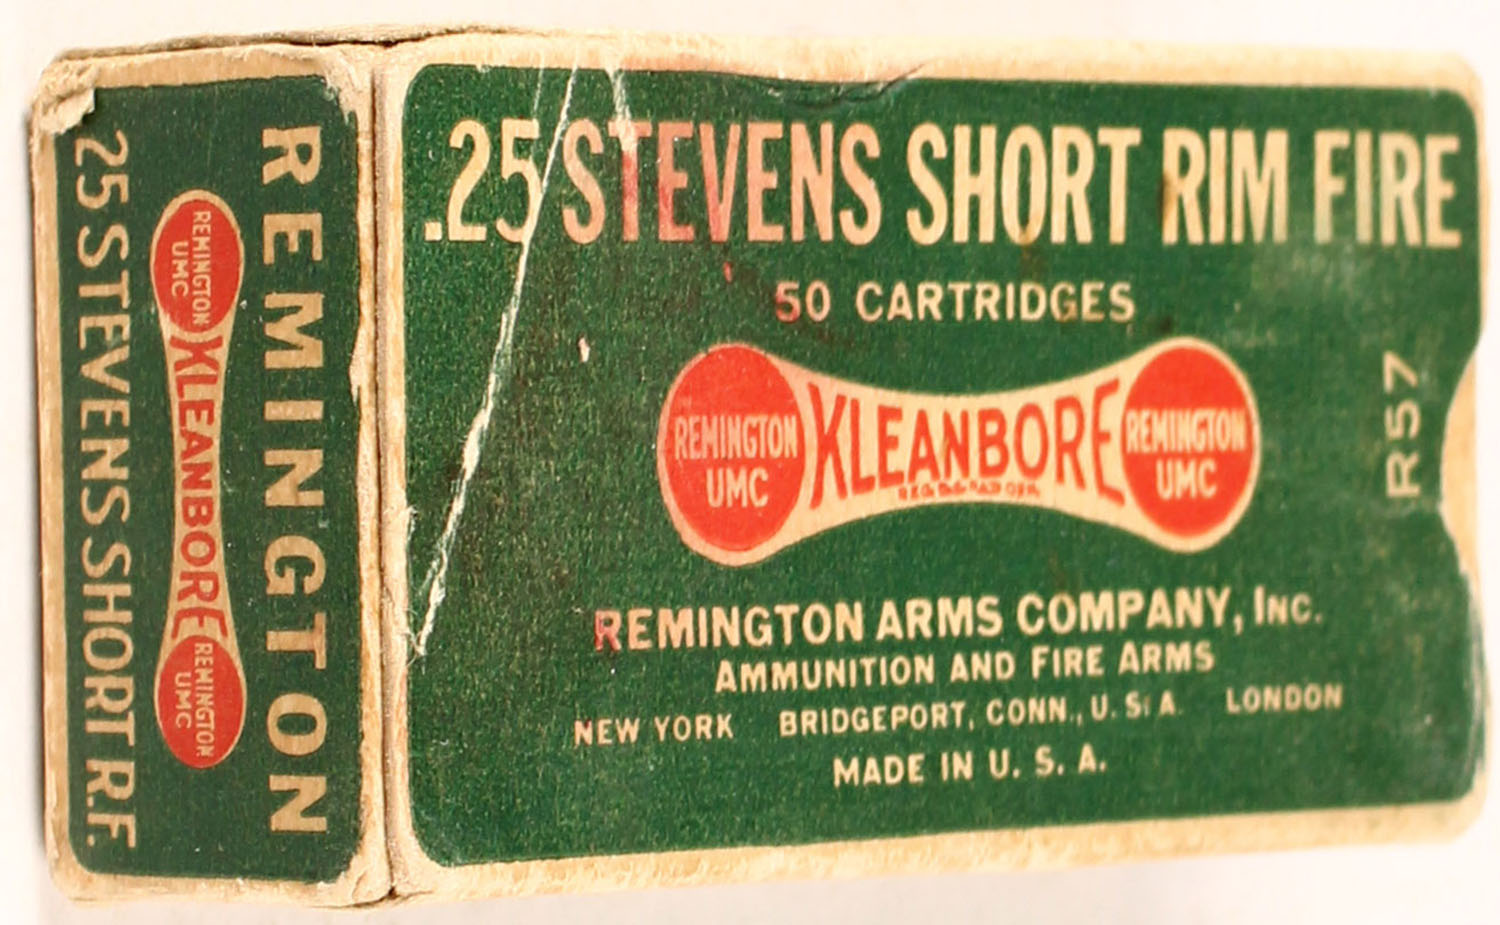 .25 STEVENS SHORT RIM FIRE
50 CARTRIDGES
REMINGTON
UMC
KLEANBORE
REMINGTON
UMC
R57
REMINGTON ARMS COMPANY, INC.
AMMUNITION AND FIRE ARMS
NEW YORK BRIDGEPORT, CONN., U. S. A. LONDON
MADE IN U. S. A.
REMINGTON
REMINGTON
UMC
KLEANBORE
REMINGTON
UMC
25 STEVENS SHORT R.F.